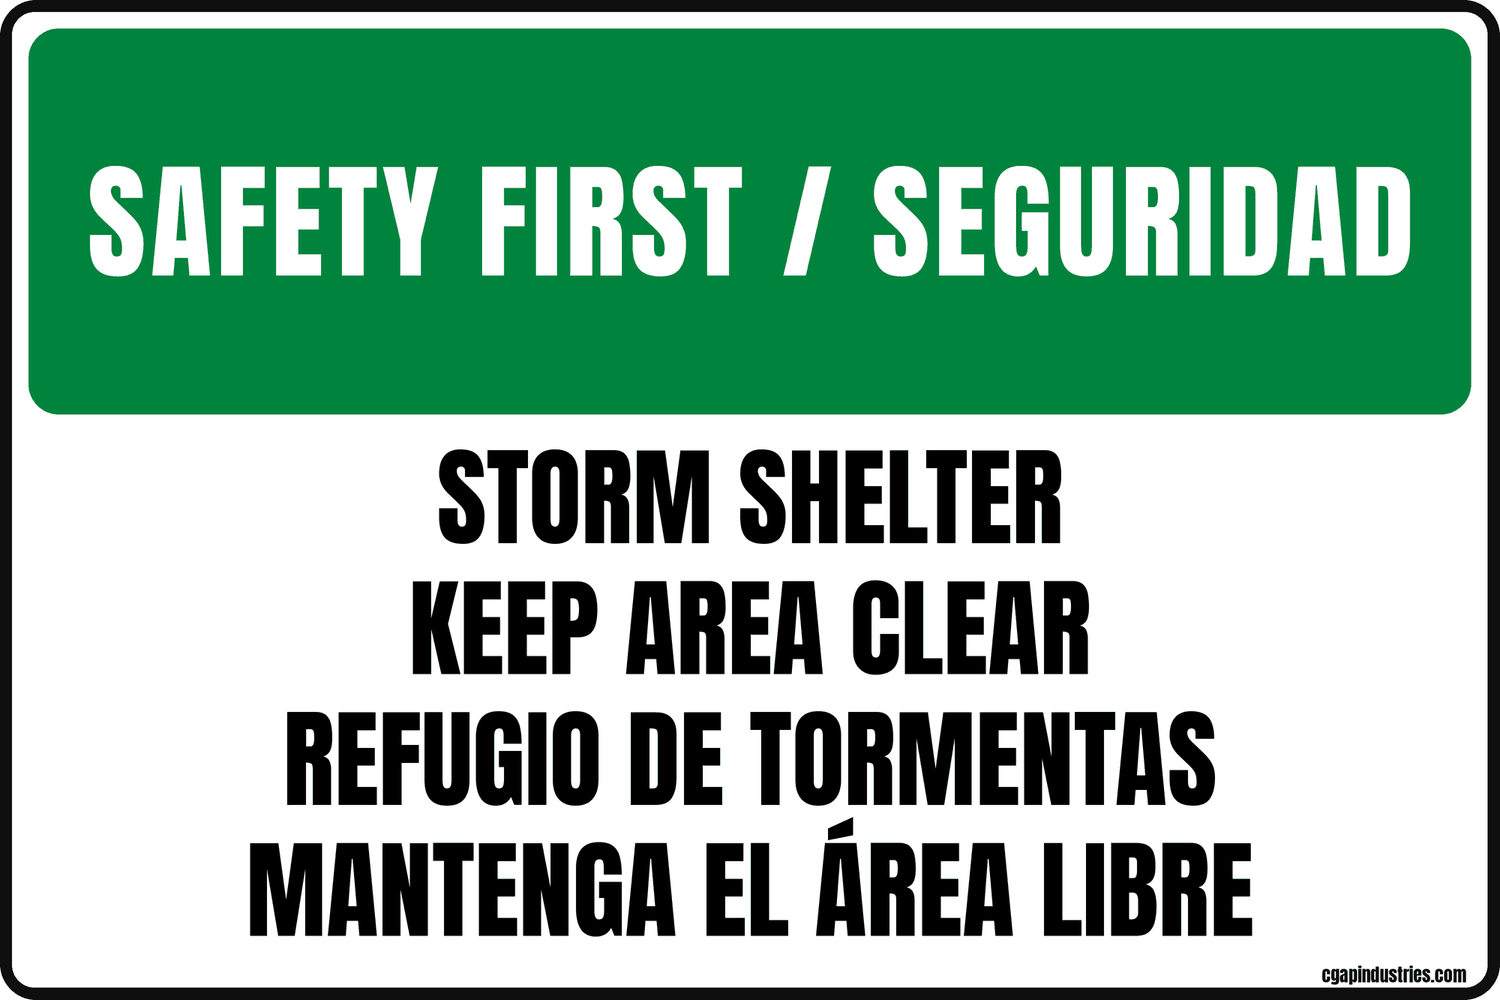 SAFETY FIRST / SEGURIDAD
STORM SHELTER
KEEP AREA CLEAR
REFUGIO DE TORMENTAS
MANTENGA EL ÁREA LIBRE
cgapindustries.com